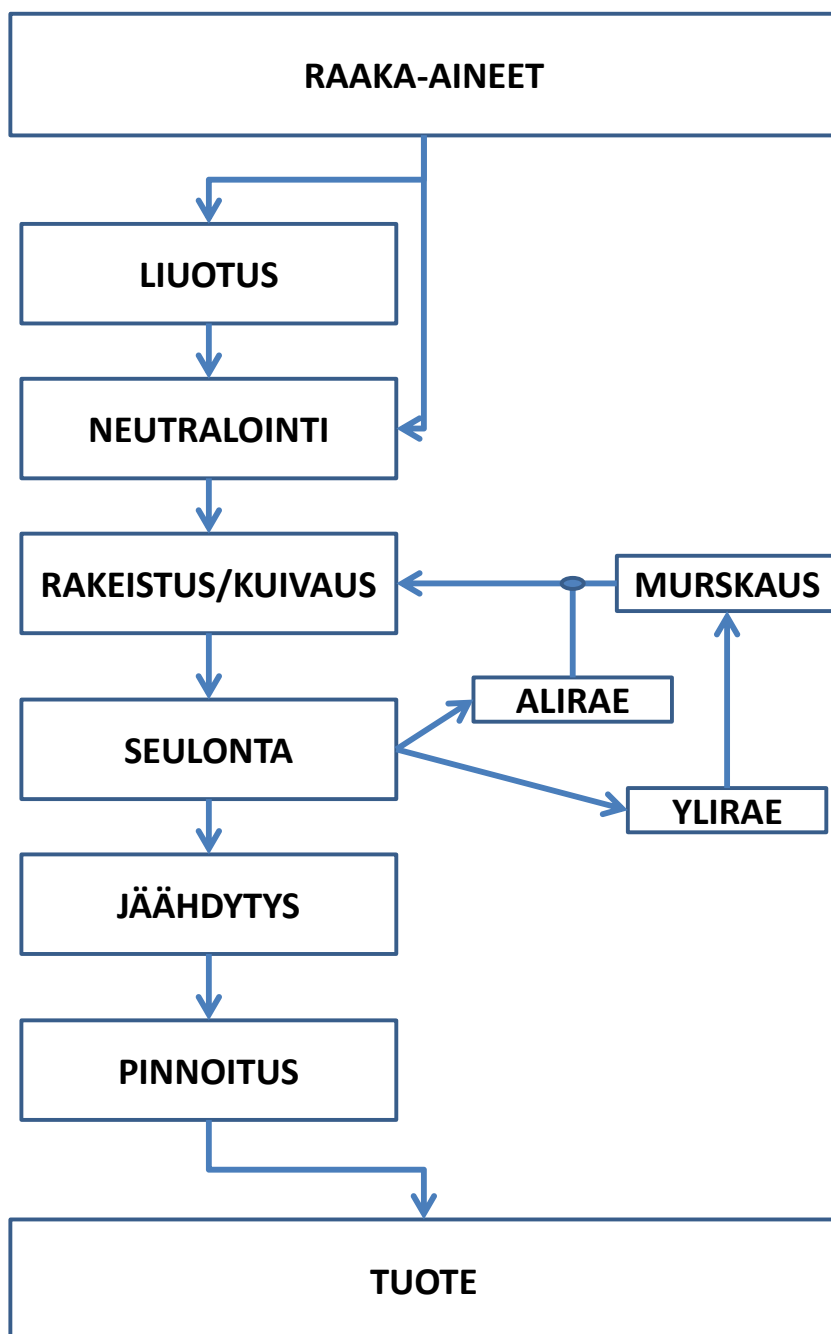 RAAKA-AINEET
LIUOTUS
NEUTRALOINTI
RAKEISTUS/KUIVAUS
MURSKAUS
ALIRAE
SEULONTA
YLIRAE
JÄÄHDYTYS
PINNOITUS
TUOTE